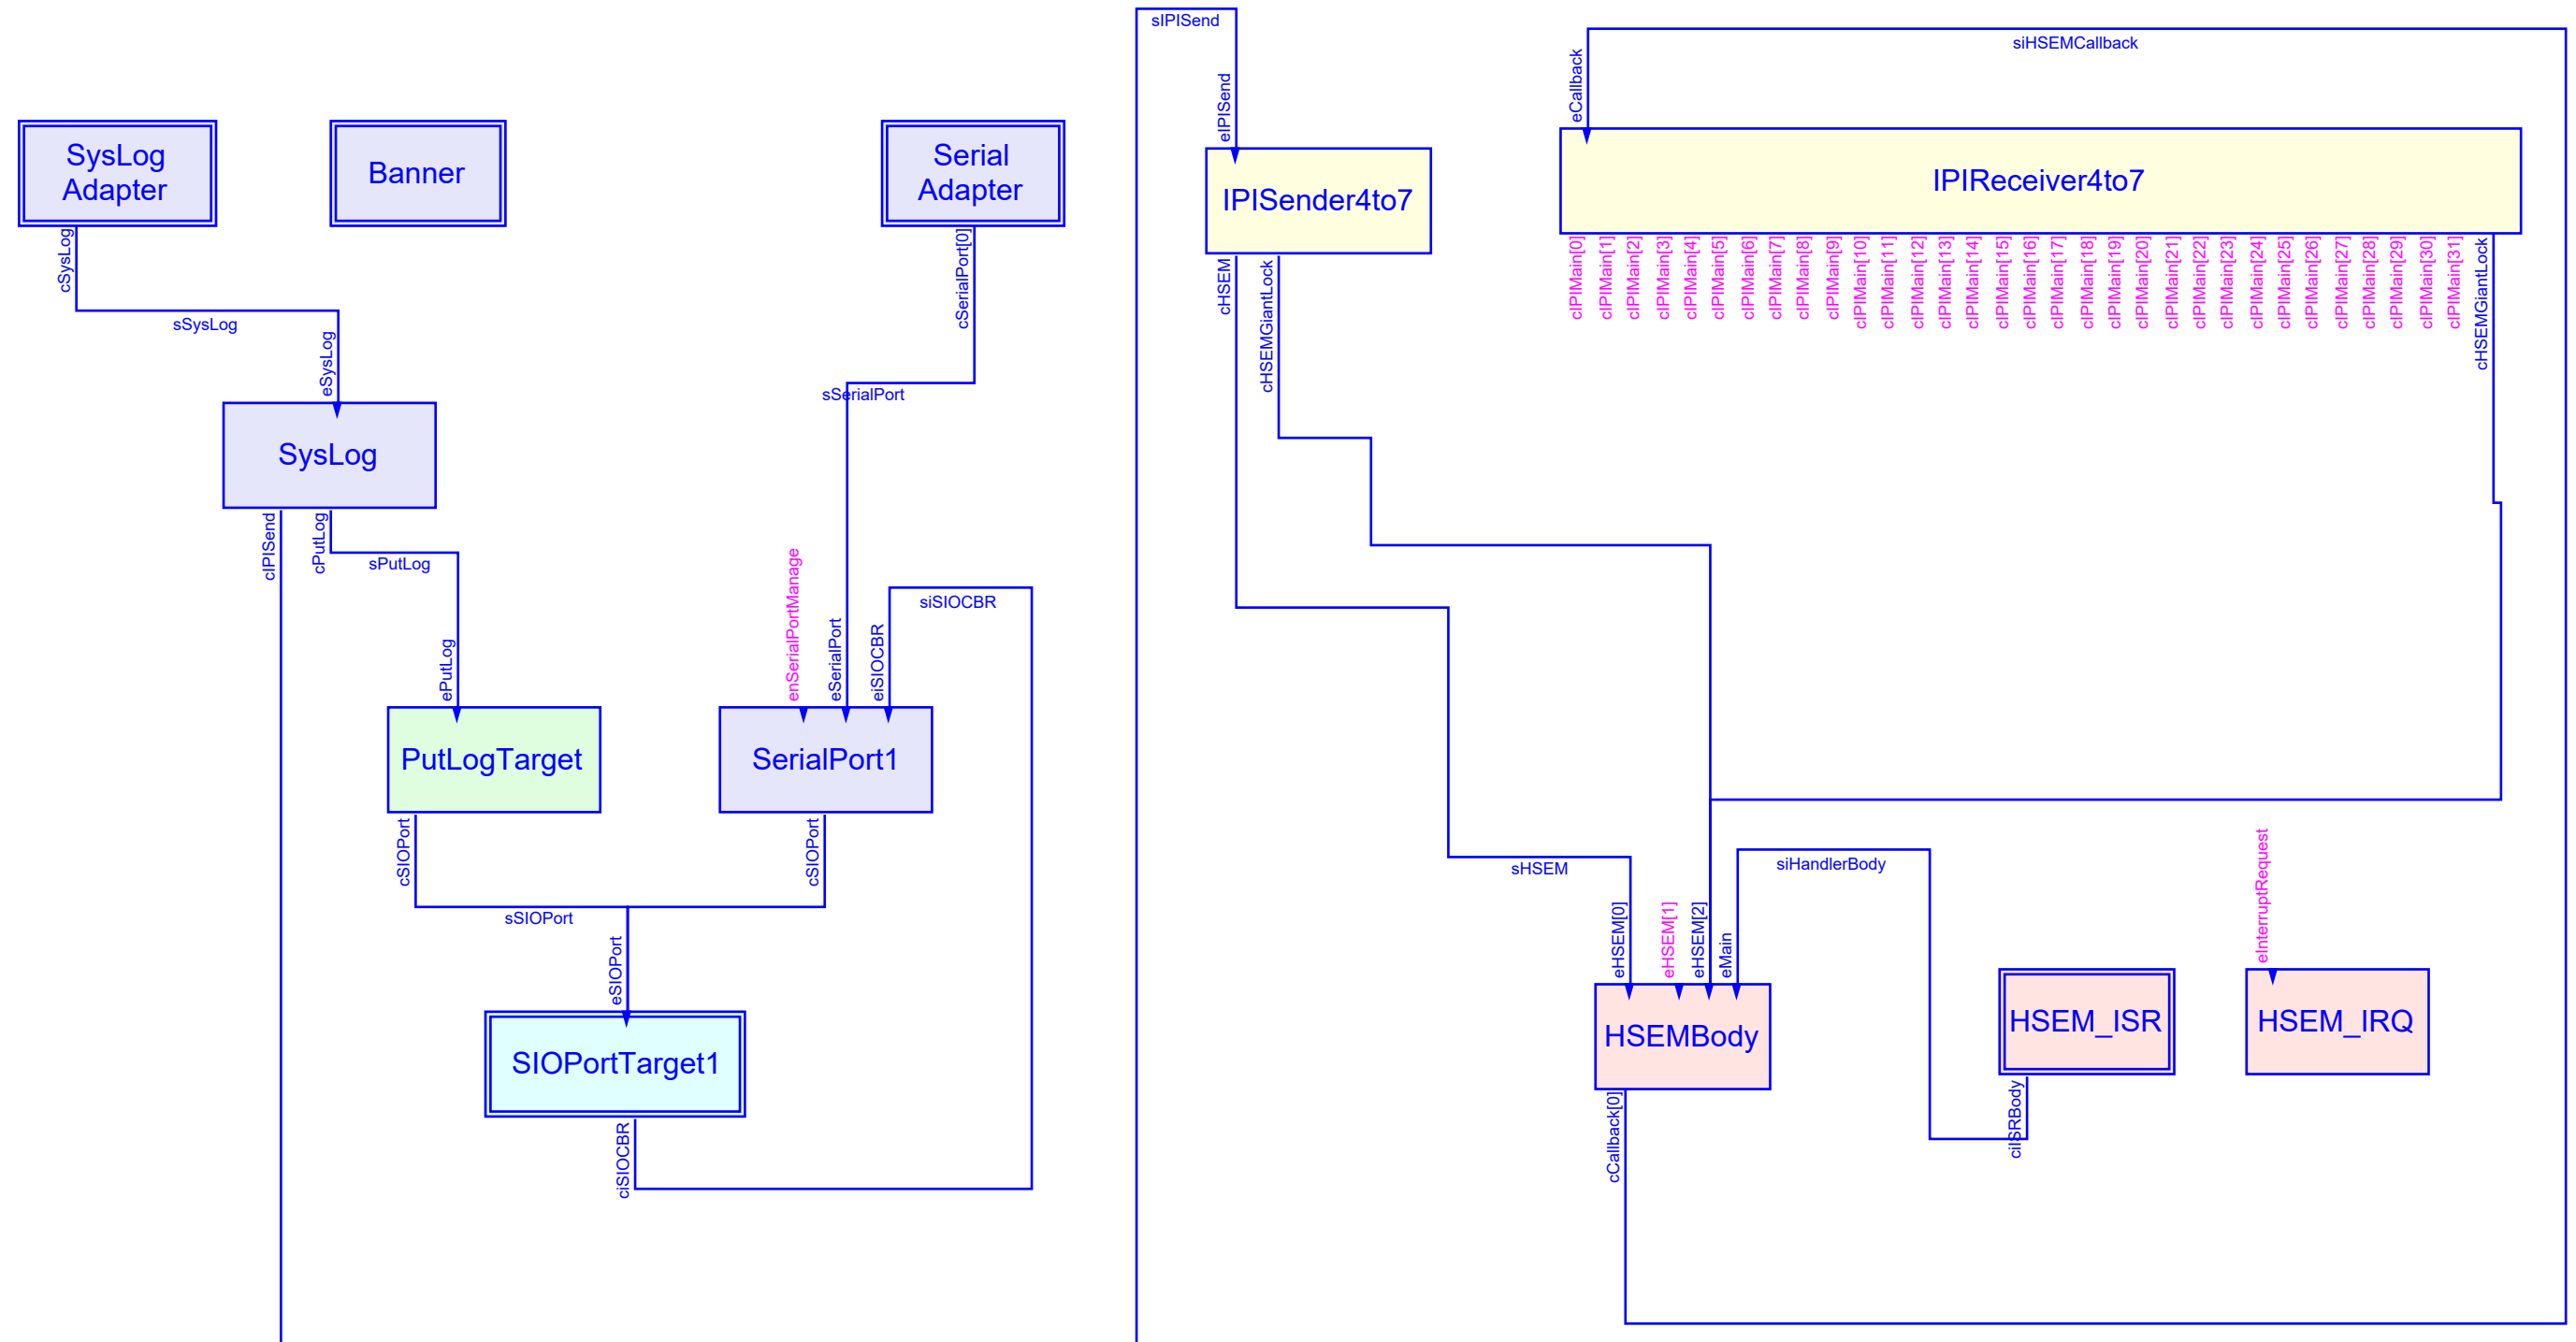 sIPISend
siHSEMCallback
eIPISend
eCallback
SysLog
Adapter
Banner
Serial
Adapter
IPISender4to7
IPIReceiver4to7
cSysLog
cSerialPort[0]
cHSEM
cHSEMGiantLock
cIPIMain[0]
cIPIMain[1]
cIPIMain[2]
cIPIMain[3]
cIPIMain[4]
cIPIMain[5]
cIPIMain[6]
cIPIMain[7]
cIPIMain[8]
cIPIMain[9]
cIPIMain[10]
cIPIMain[11]
cIPIMain[12]
cIPIMain[13]
cIPIMain[14]
cIPIMain[15]
cIPIMain[16]
cIPIMain[17]
cIPIMain[18]
cIPIMain[19]
cIPIMain[20]
cIPIMain[21]
cIPIMain[22]
cIPIMain[23]
cIPIMain[24]
cIPIMain[25]
cIPIMain[26]
cIPIMain[27]
cIPIMain[28]
cIPIMain[29]
cIPIMain[30]
cIPIMain[31]
cHSEMGiantLock
sSysLog
eSysLog
sSerialPort
SysLog
cIPISend
cPutLog
sPutLog
enSerialPortManage
eSerialPort
eiSIOCBR
siSIOCBR
ePutLog
PutLogTarget
SerialPort1
cSIOPort
cSIOPort
sSIOPort
eSIOPort
sHSEM
siHandlerBody
eInterruptRequest
eHSEM[0]
eHSEM[1]
eHSEM[2]
eMain
SIOPortTarget1
HSEMBody
HSEM_ISR
HSEM_IRQ
ciSIOCBR
cCallback[0]
ciISRBody